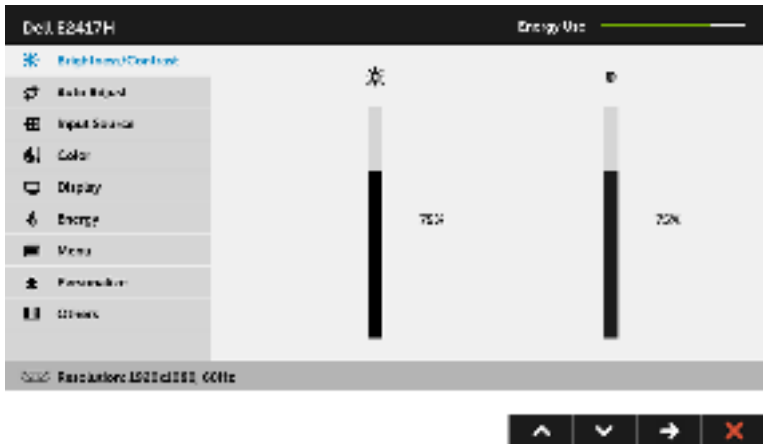 Dell E2417H
Energy Use
Brightness/Contrast
Auto Adjust
Input Source
Color
Display
Energy
Menu
Personalize
Others
75%
75%
Resolution: 1920x1080, 60Hz